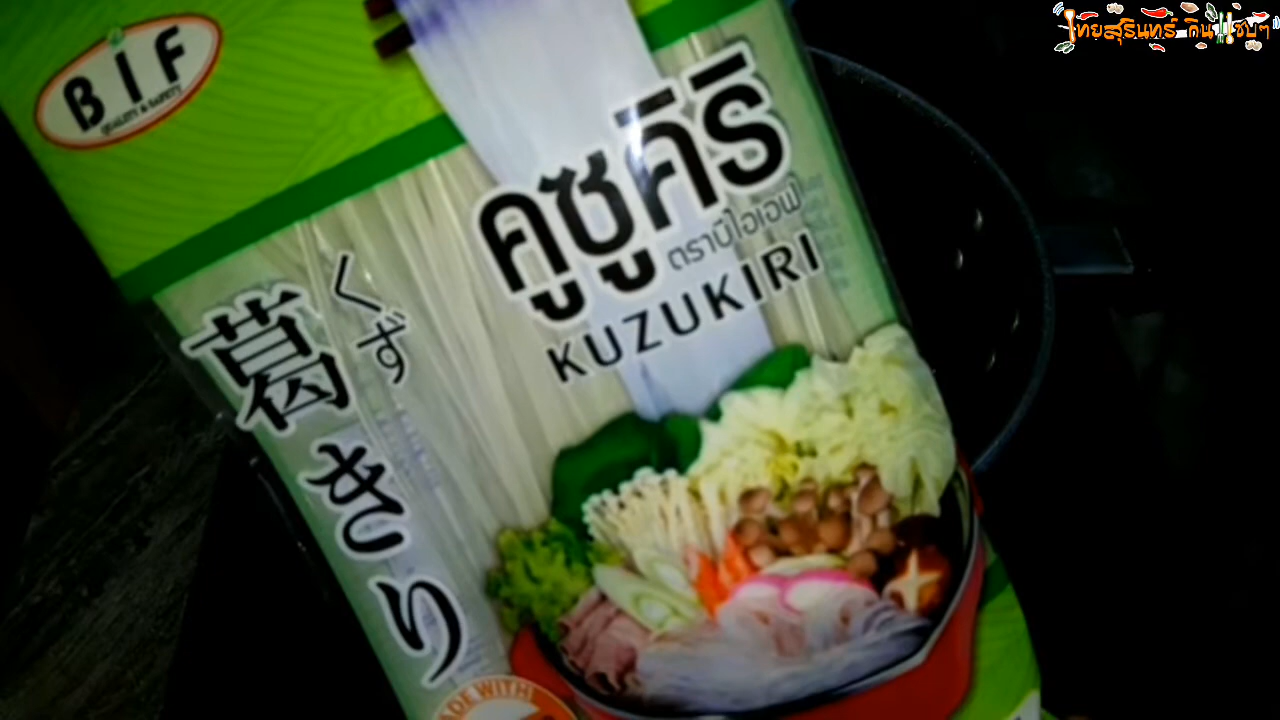 ไทยสุรินทร์ กินแซ่บๆ
BIF
QUALITY & SAFETY
คูซูคิริ
ตราบีไอเอฟ
KUZUKIRI
くず
葛きり
MADE WITH